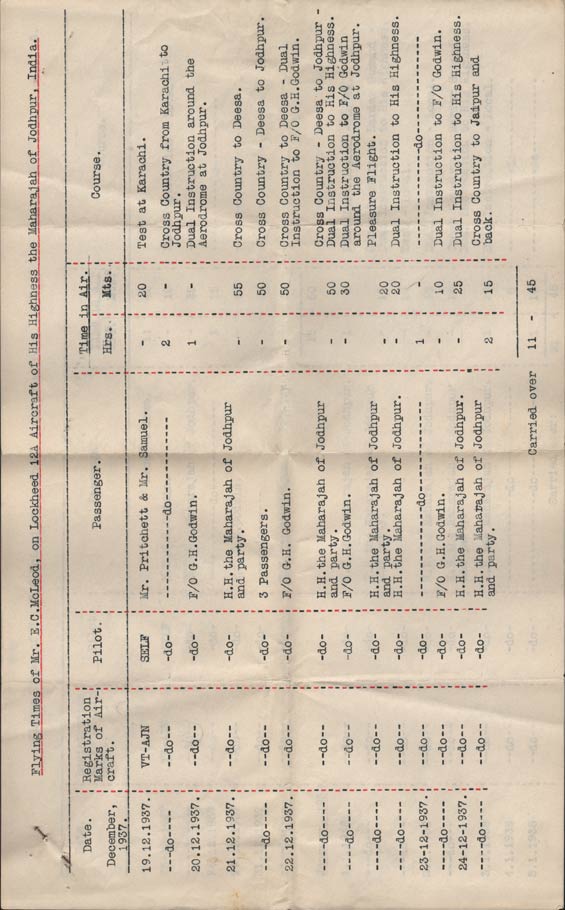 Flying Times of Mr. E.C.McLeod, on Lockheed 12A Aircraft of His Highness the Maharajah of Jodhpur, India.
Date. Registration Marks of Air-craft. Pilot. Passenger. Time in Air. Course.
December, 1937. Hrs. Mts.
19.12.1937. VT-AJN SELF Mr. Pritchett & Mr. Samuel. - 20 Test at Karachi.
----do---- --do-- -do- --------do-------- 2 - Cross Country from Karachi to Jodhpur.
20.12.1937. --do-- -do- F/O G.H.Godwin. 1 - Dual Instruction around the Aerodrome at Jodhpur.
21.12.1937. --do-- -do- H.H.the Maharajah of Jodhpur and party. - 55 Cross Country to Deesa.
----do---- --do-- -do- 3 Passengers. - 50 Cross Country - Deesa to Jodhpur.
22.12.1937. --do-- -do- F/O G.H. Godwin. - 50 Cross Country to Deesa - Dual Instruction to F/O G.H.Godwin.
----do---- --do-- -do- H.H.the Maharajah of Jodhpur and party. - 50 Cross Country - Deesa to Jodhpur - Dual Instruction to His Highness.
----do---- --do-- -do- F/O G.H.Godwin. - 30 Dual Instruction to F/O Godwin around the Aerodrome at Jodhpur.
----do---- --do-- -do- H.H.the Maharajah of Jodhpur and party. - 20 Pleasure Flight.
----do---- --do-- -do- H.H.the Maharajah of Jodhpur. - 20 Dual Instruction to His Highness.
23-12-1937. --do-- -do- --------do-------- 1 - --------do--------
----do---- --do-- -do- F/O G.H.Godwin. - 10 Dual Instruction to F/O Godwin.
24-12-1937. --do-- -do- H.H.the Maharajah of Jodhpur. - 25 Dual Instruction to His Highness.
----do---- --do-- -do- H.H.the Maharajah of Jodhpur and party. 2 15 Cross Country to Jaipur and back.
Carried over 11 - 45